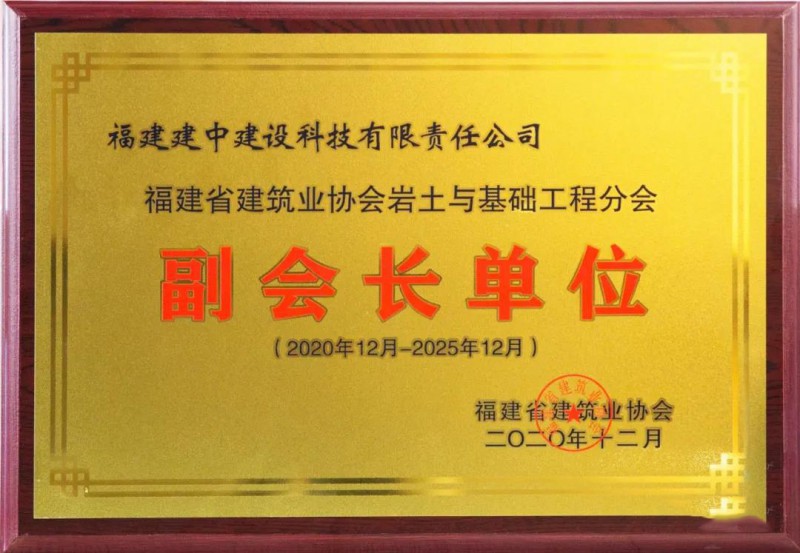 福建建中建设科技有限责任公司
福建省建筑业协会岩土与基础工程分会
副会长单位
（2020年12月-2025年12月）
福建省建筑业协会
二〇二〇年十二月